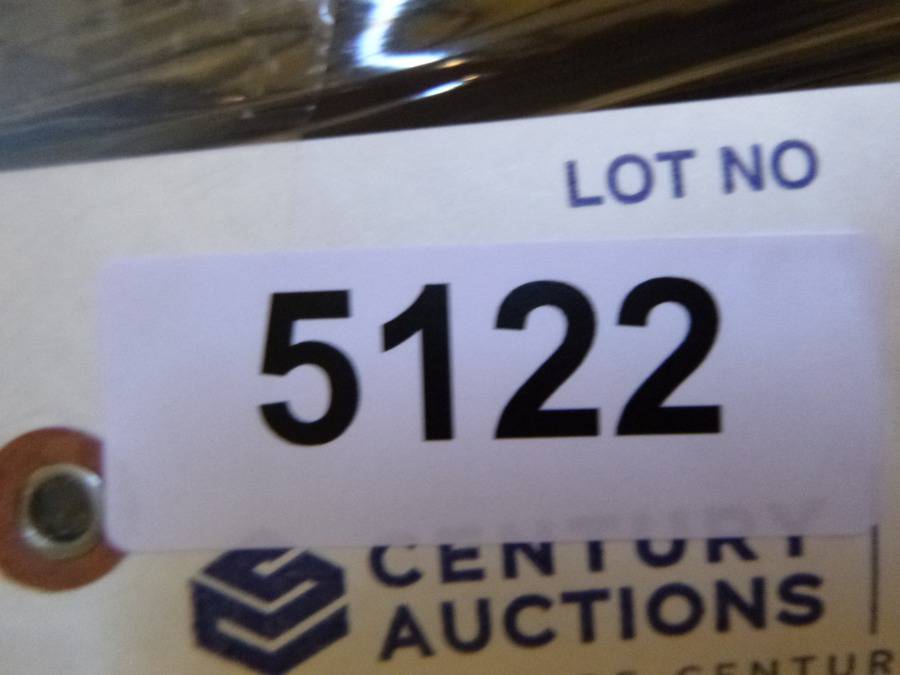 LOT NO
5122
CENTURY
AUCTIONS